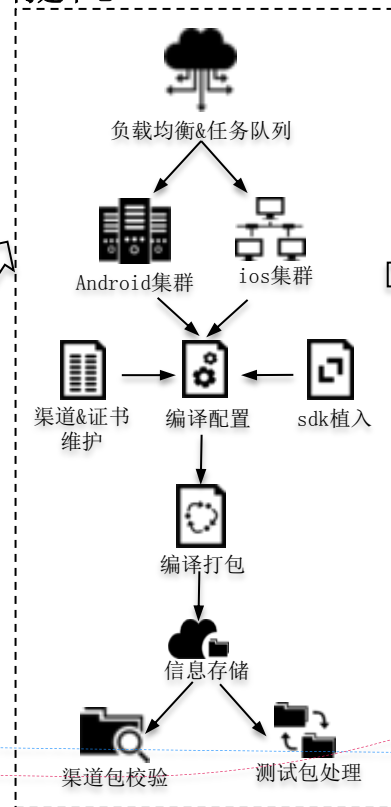 负载均衡&任务队列
Android集群
ios集群
渠道&证书
维护
编译配置
sdk植入
编译打包
信息存储
渠道包校验
测试包处理